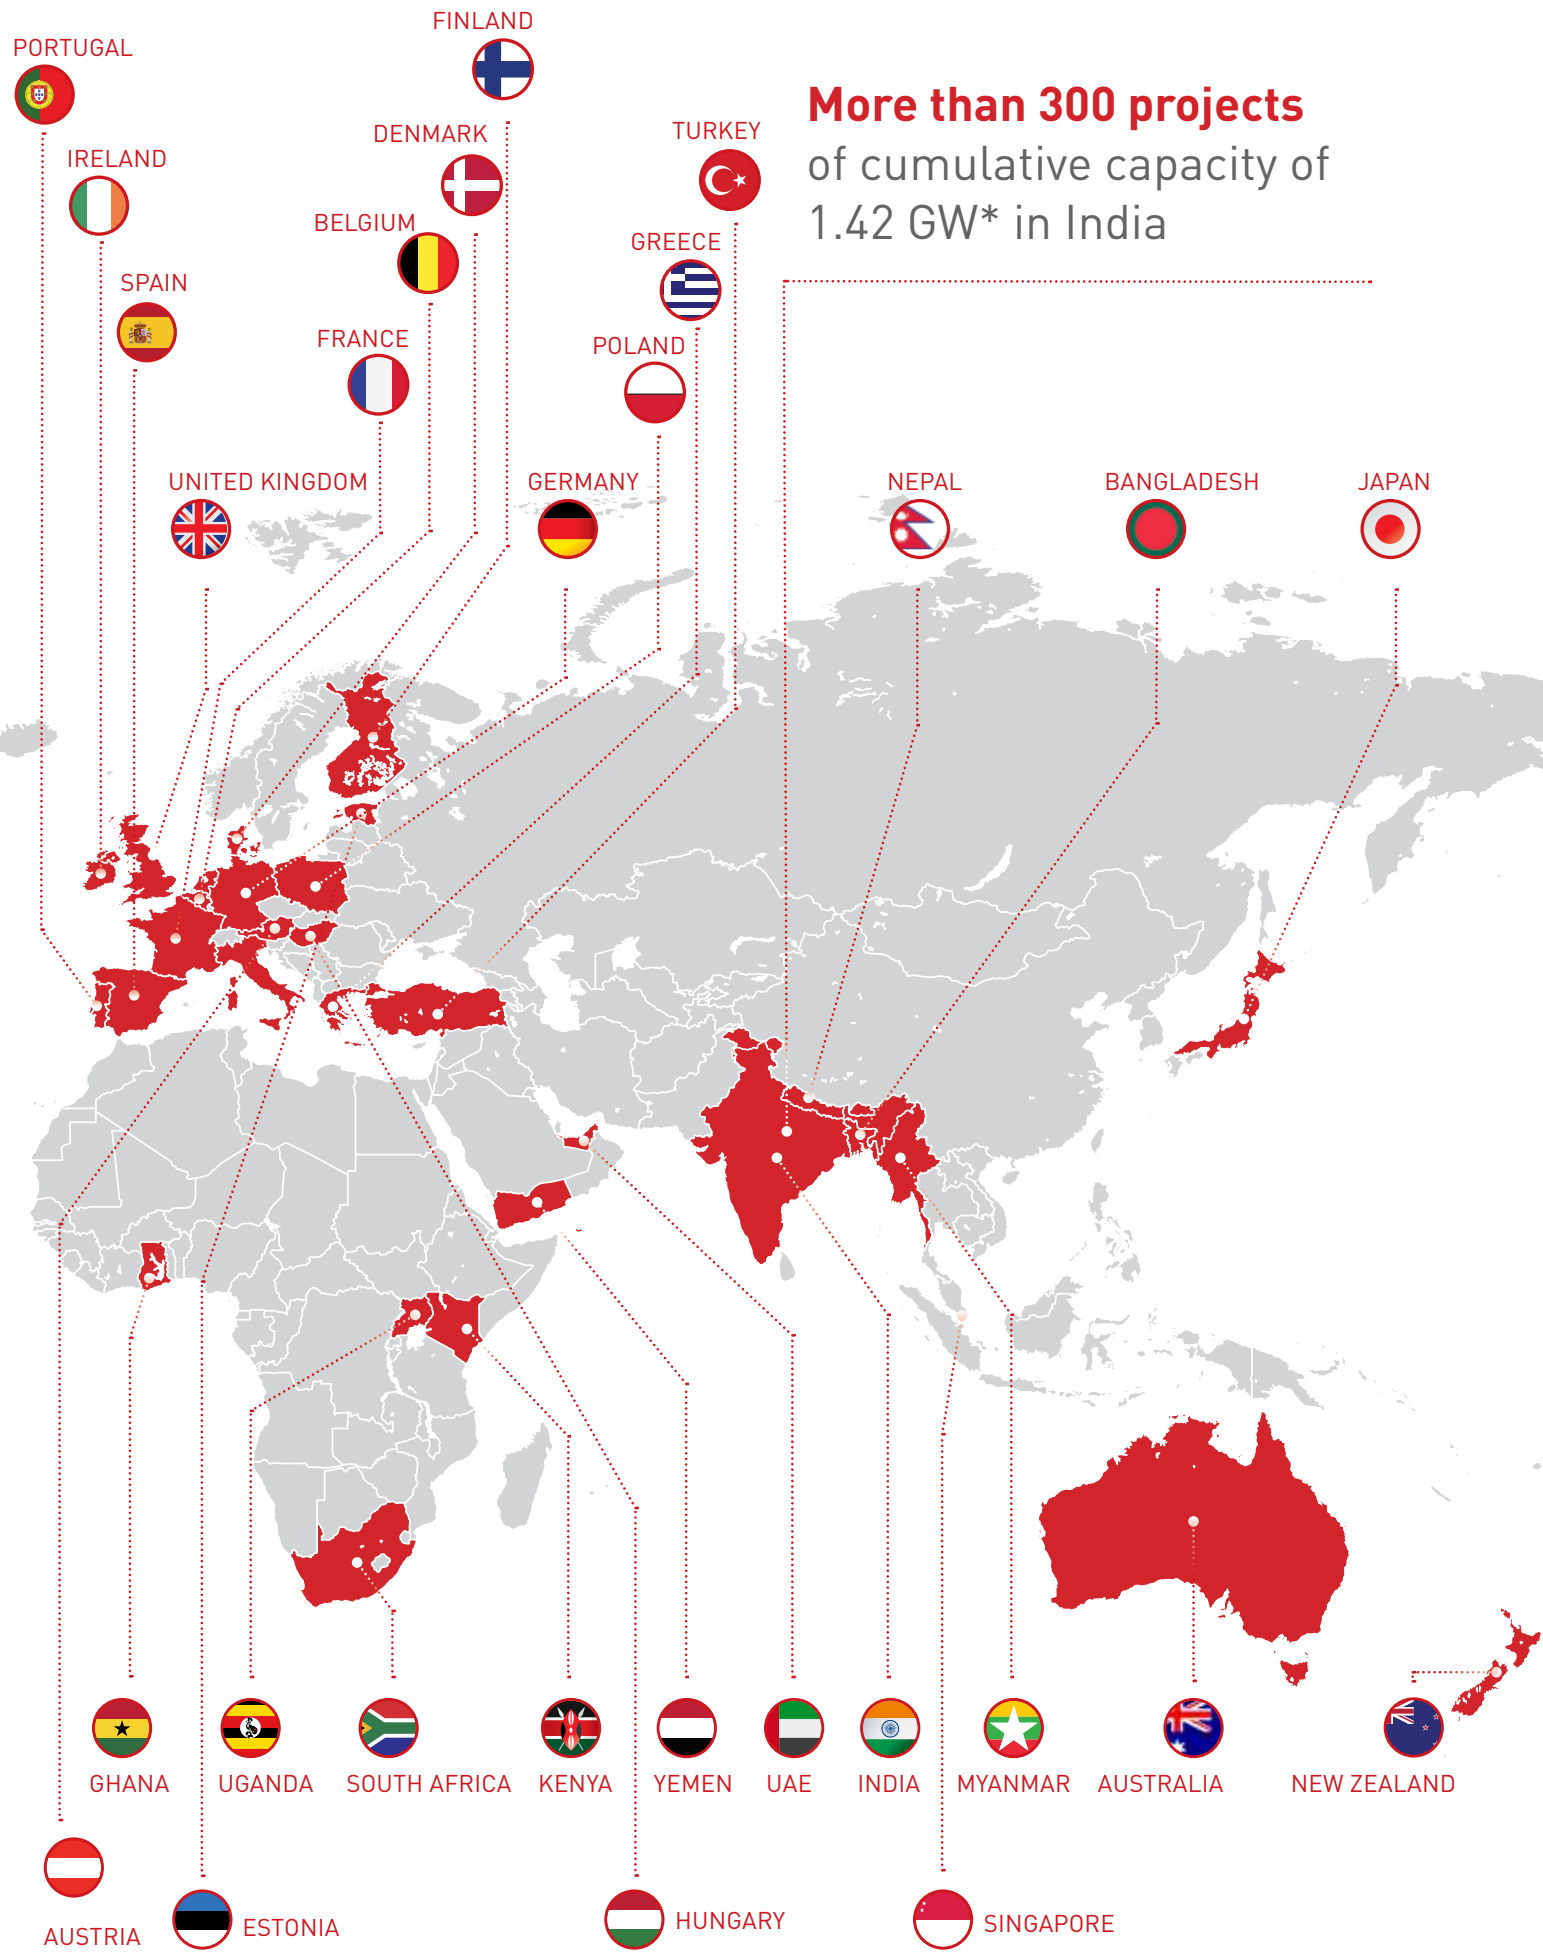 FINLAND
PORTUGAL
More than 300 projects
of cumulative capacity of
1.42 GW* in India
DENMARK
TURKEY
IRELAND
BELGIUM
GREECE
SPAIN
FRANCE
POLAND
UNITED KINGDOM
GERMANY
NEPAL
BANGLADESH
JAPAN
GHANA
UGANDA
SOUTH AFRICA
KENYA
YEMEN
UAE
INDIA
MYANMAR
AUSTRALIA
NEW ZEALAND
AUSTRIA
ESTONIA
HUNGARY
SINGAPORE